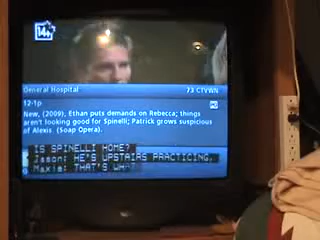 14+
General Hospital 73 CTVWN
12-1p
New, (2009), Ethan puts demands on Rebecca; things
aren't looking good for Spinelli; Patrick grows suspicious
of Alexis. (Soap Opera).
IS SPINELLI HOME?
Jason: HE'S UPSTAIRS PRACTICING.
Maxie: THAT'S WHA